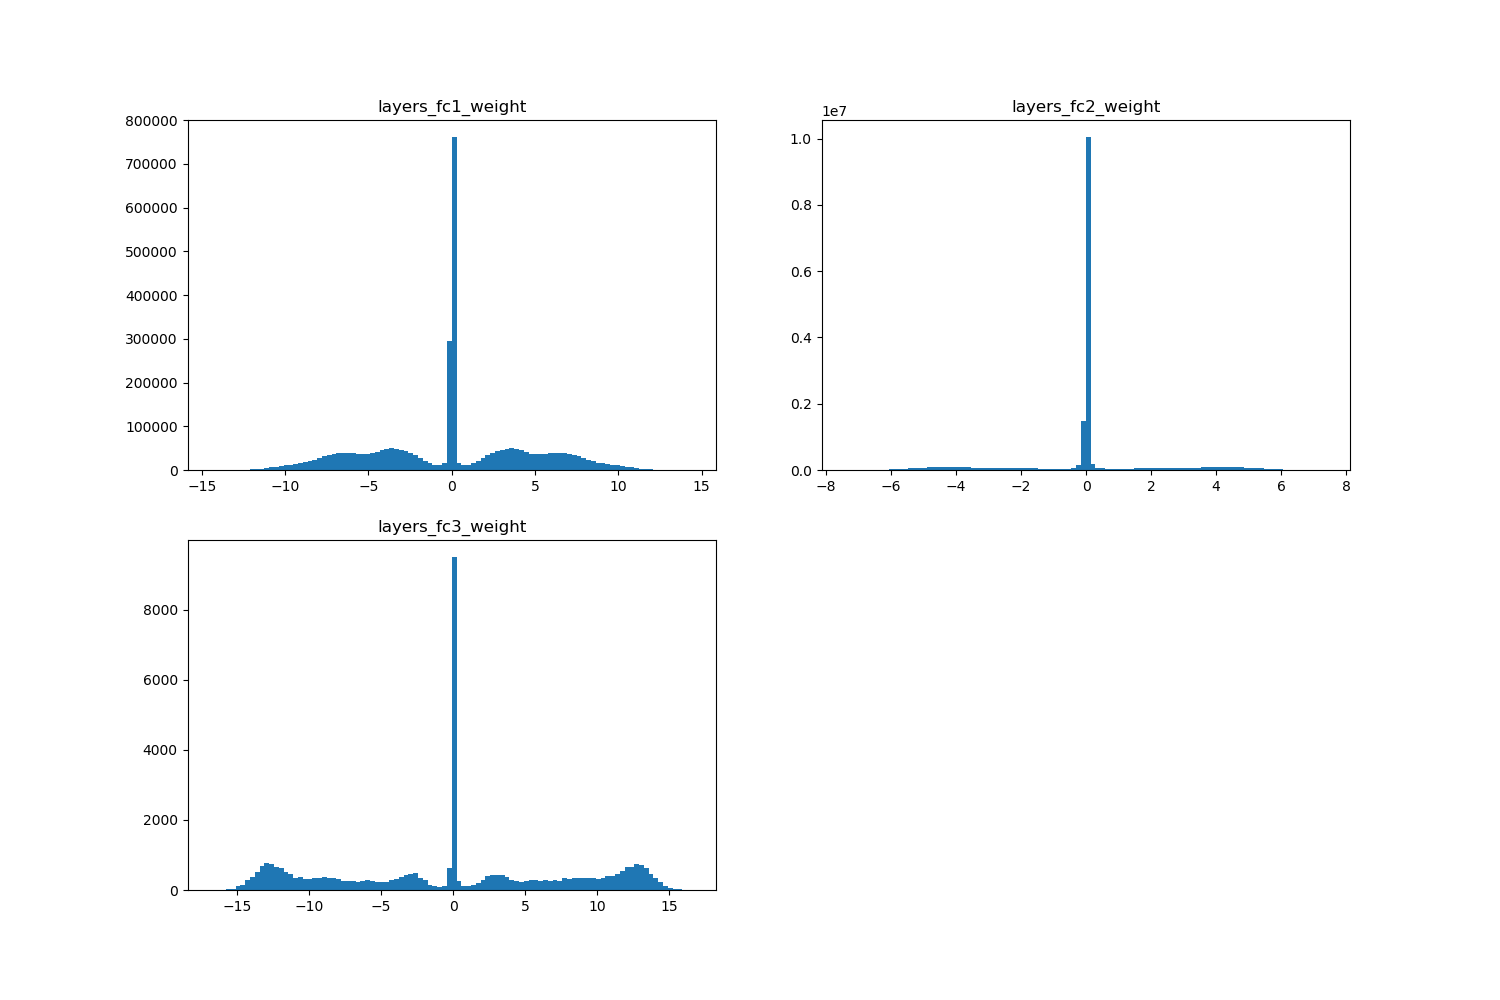 layers_fc1_weight
800000
700000
600000
500000
400000
300000
200000
100000
0
−15 −10 −5 0 5 10 15
layers_fc2_weight
1e7
1.0
0.8
0.6
0.4
0.2
0.0
−8 −6 −4 −2 0 2 4 6 8
layers_fc3_weight
8000
6000
4000
2000
0
−15 −10 −5 0 5 10 15